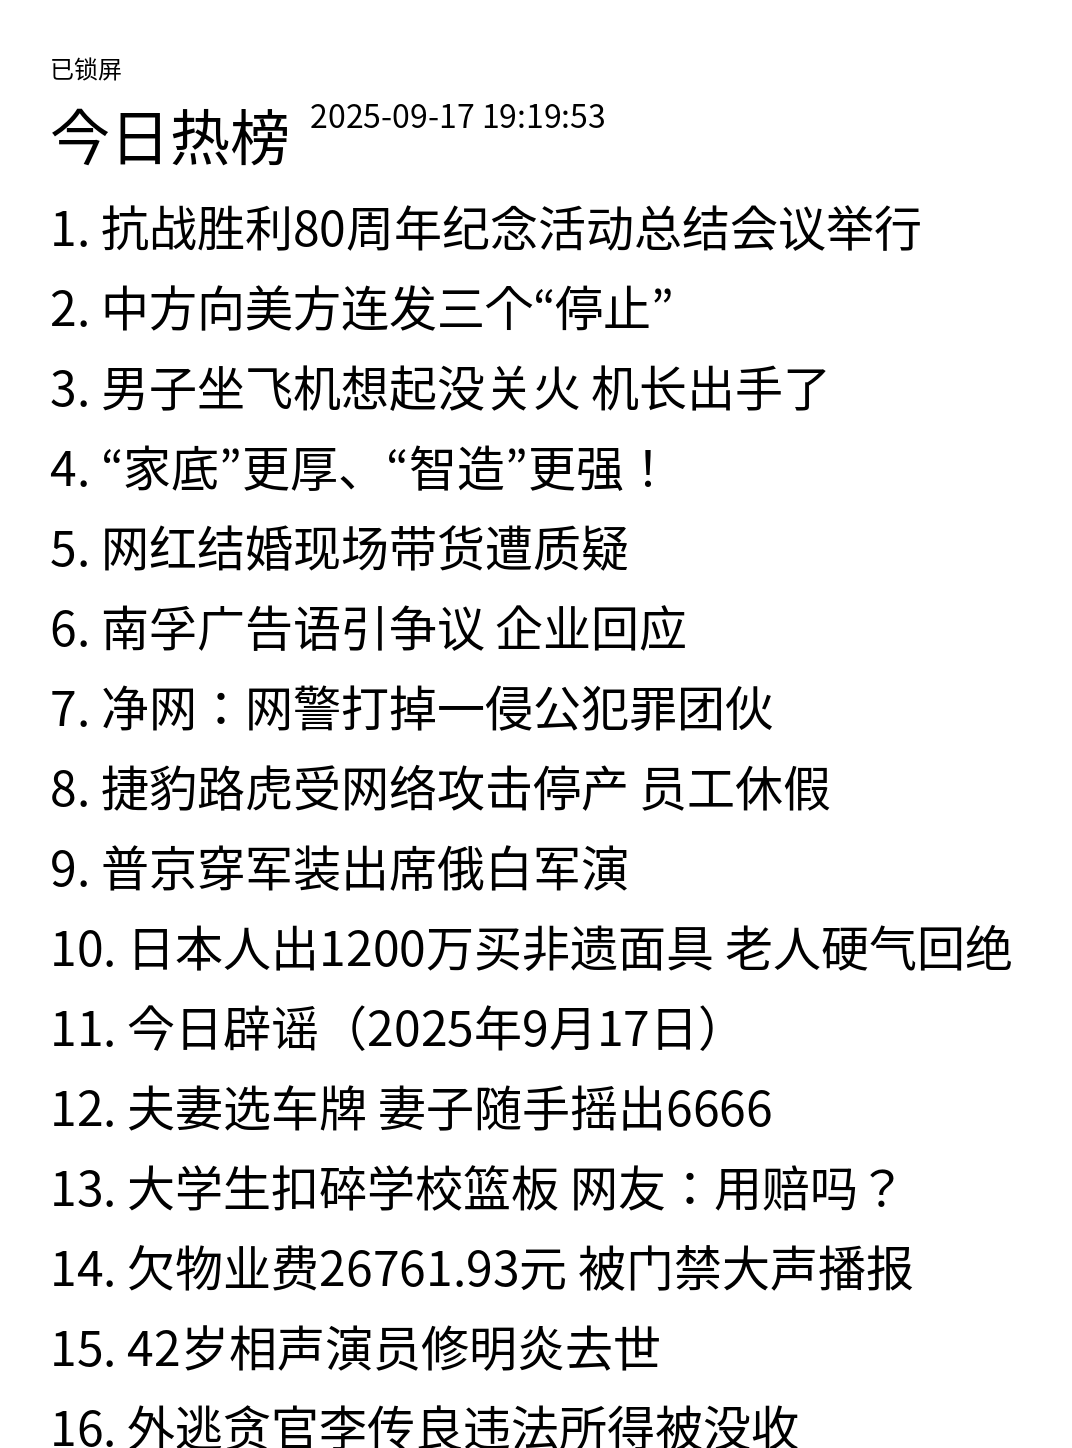 已锁屏
今日热榜 2025-09-17 19:19:53
1. 抗战胜利80周年纪念活动总结会议举行
2. 中方向美方连发三个“停止”
3. 男子坐飞机想起没关火 机长出手了
4. “家底”更厚、“智造”更强！
5. 网红结婚现场带货遭质疑
6. 南孚广告语引争议 企业回应
7. 净网：网警打掉一侵公犯罪团伙
8. 捷豹路虎受网络攻击停产 员工休假
9. 普京穿军装出席俄白军演
10. 日本人出1200万买非遗面具 老人硬气回绝
11. 今日辟谣（2025年9月17日）
12. 夫妻选车牌 妻子随手摇出6666
13. 大学生扣碎学校篮板 网友：用赔吗？
14. 欠物业费26761.93元 被门禁大声播报
15. 42岁相声演员修明炎去世
16. 外逃贪官李传良违法所得被没收